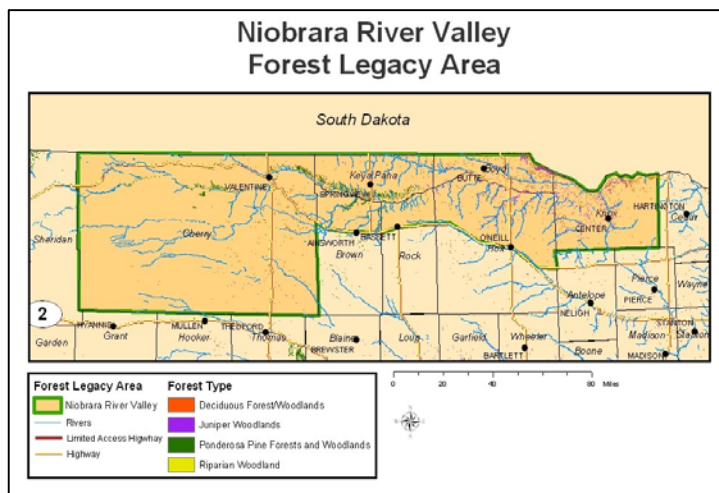 Niobrara River Valley
Forest Legacy Area
South Dakota
Keya Paha
Boyd
BUTTE
VALENTINE
SPRINGVIEW
HARTINGTON
Knox
Cedar
CENTER
Sheridan
Cherry
AINSWORTH
BASSETT
ONEILL
Holt
Brown
Rock
Pierce
Wayne
Antelope
PIERCE
NELIGH
2
HYANNIS
MULLEN
THEDFORD
STANTON
Garden
Grant
Hooker
Thomas
Blaine
Loup
Garfield
Wheeler
Madison
Stanton
BREWSTER
BARTLETT
Boone
MADISON
Forest Legacy Area
Niobrara River Valley
Rivers
Limited Access Higwhay
Highway
Forest Type
Deciduous Forest/Woodlands
Juniper Woodlands
Ponderosa Pine Forests and Woodlands
Riparian Woodland
0 20 40 80
Miles